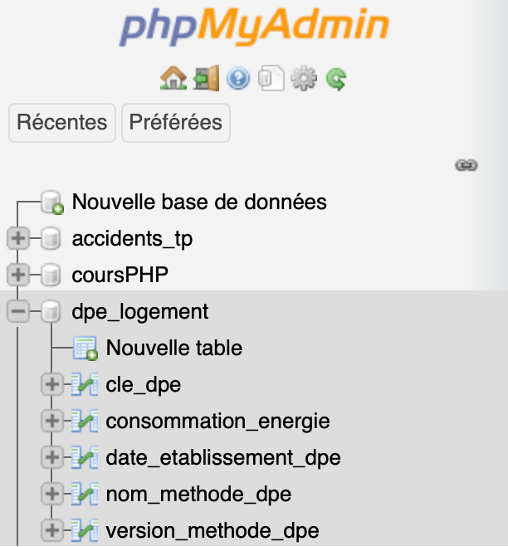 phpMyAdmin
Récentes Préférées
Nouvelle base de données
accidents_tp
coursPHP
dpe_logement
Nouvelle table
cle_dpe
consommation_energie
date_etablissement_dpe
nom_methode_dpe
version_methode_dpe